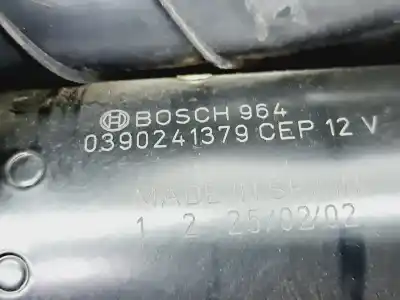 BOSCH 964
0390241379 CEP 12 V
MADE IN SPAIN
1 2 25/02/02